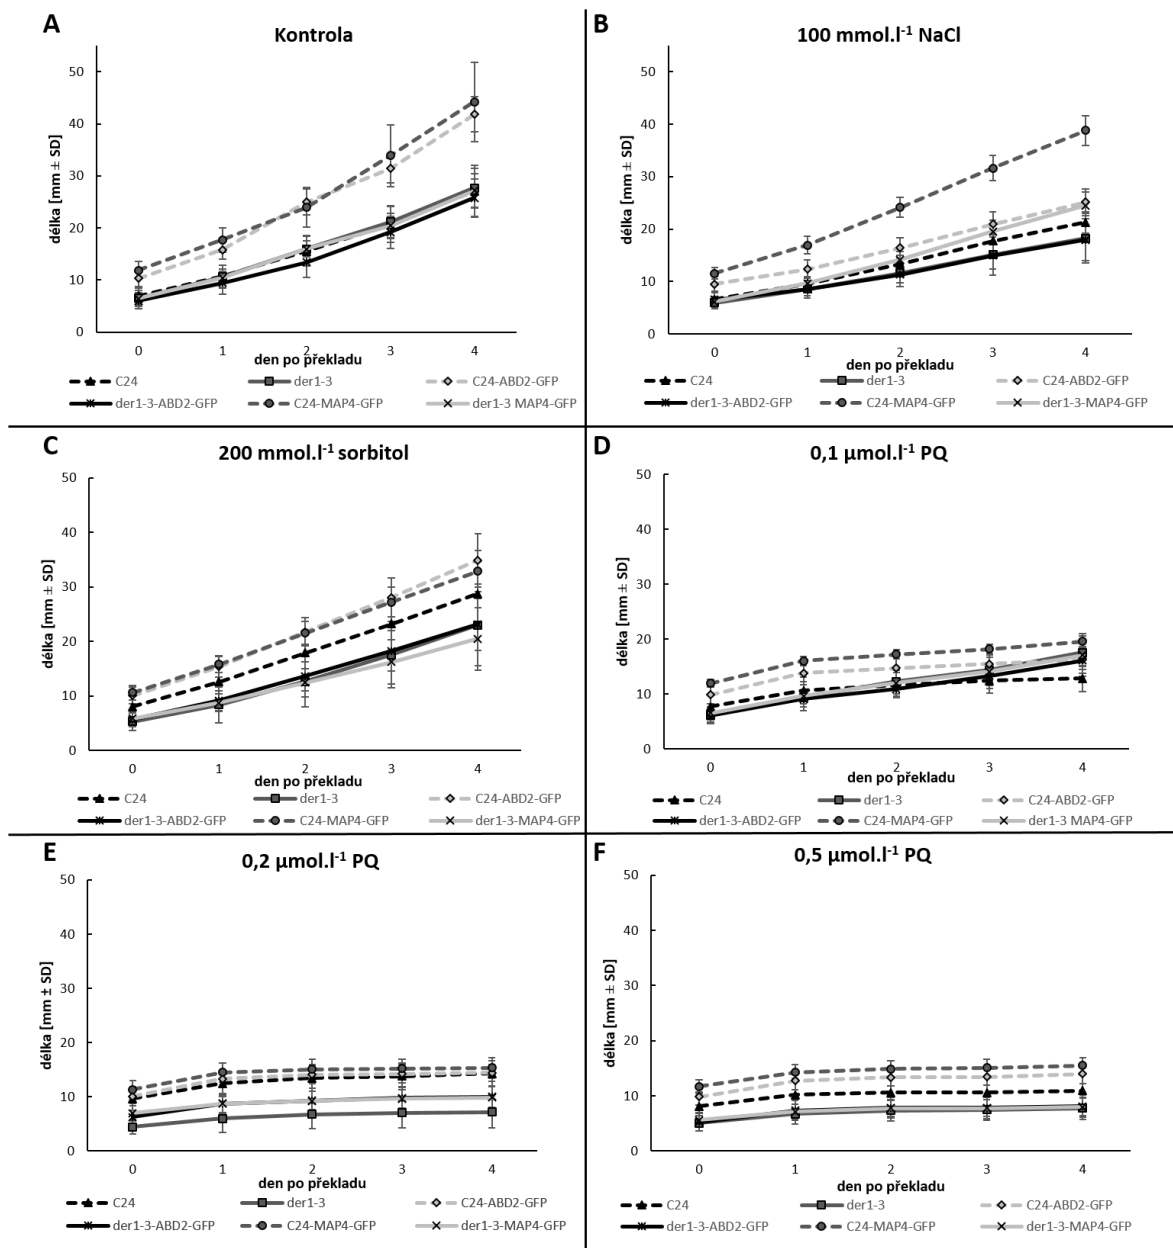 A
Kontrola
délka [mm ± SD]
50
40
30
20
10
0
0 1 2 3 4
den po překladu
C24 der1-3 C24-ABD2-GFP
der1-3-ABD2-GFP C24-MAP4-GFP der1-3 MAP4-GFP
B
100 mmol.l⁻¹ NaCl
délka [mm ± SD]
50
40
30
20
10
0
0 1 2 3 4
den po překladu
C24 der1-3 C24-ABD2-GFP
der1-3-ABD2-GFP C24-MAP4-GFP der1-3-MAP4-GFP
C
200 mmol.l⁻¹ sorbitol
délka [mm ± SD]
50
40
30
20
10
0
0 1 2 3 4
den po překladu
C24 der1-3 C24-ABD2-GFP
der1-3-ABD2-GFP C24-MAP4-GFP der1-3-MAP4-GFP
D
0,1 µmol.l⁻¹ PQ
délka [mm ± SD]
50
40
30
20
10
0
0 1 2 3 4
den po překladu
C24 der1-3 C24-ABD2-GFP
der1-3-ABD2-GFP C24-MAP4-GFP der1-3 MAP4-GFP
E
0,2 µmol.l⁻¹ PQ
délka [mm ± SD]
50
40
30
20
10
0
0 1 2 3 4
den po překladu
C24 der1-3 C24-ABD2-GFP
der1-3-ABD2-GFP C24-MAP4-GFP der1-3-MAP4-GFP
F
0,5 µmol.l⁻¹ PQ
délka [mm ± SD]
50
40
30
20
10
0
0 1 2 3 4
den po překladu
C24 der1-3 C24-ABD2-GFP
der1-3-ABD2-GFP C24-MAP4-GFP der1-3-MAP4-GFP